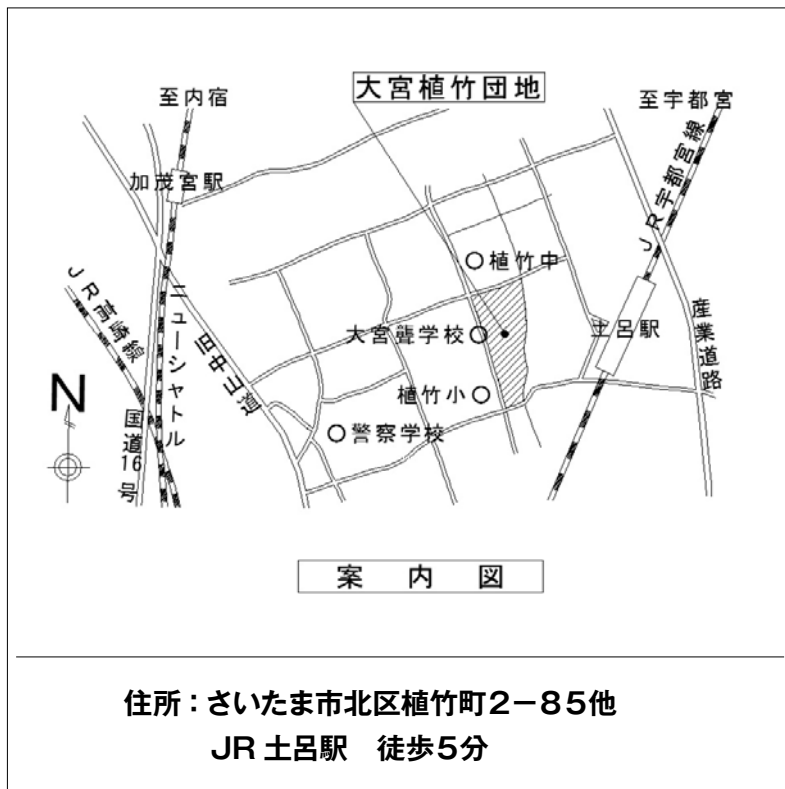 大宮植竹団地
至内宿
至宇都宮
加茂宮駅
JR宇都宮線
植竹中
JR高崎線
ニューシャトル
大宮聾学校
土呂駅
産業道路
旧中山道
N
植竹小
国道16号
警察学校
案内図
住所：さいたま市北区植竹町2－85他
JR 土呂駅　徒歩5分